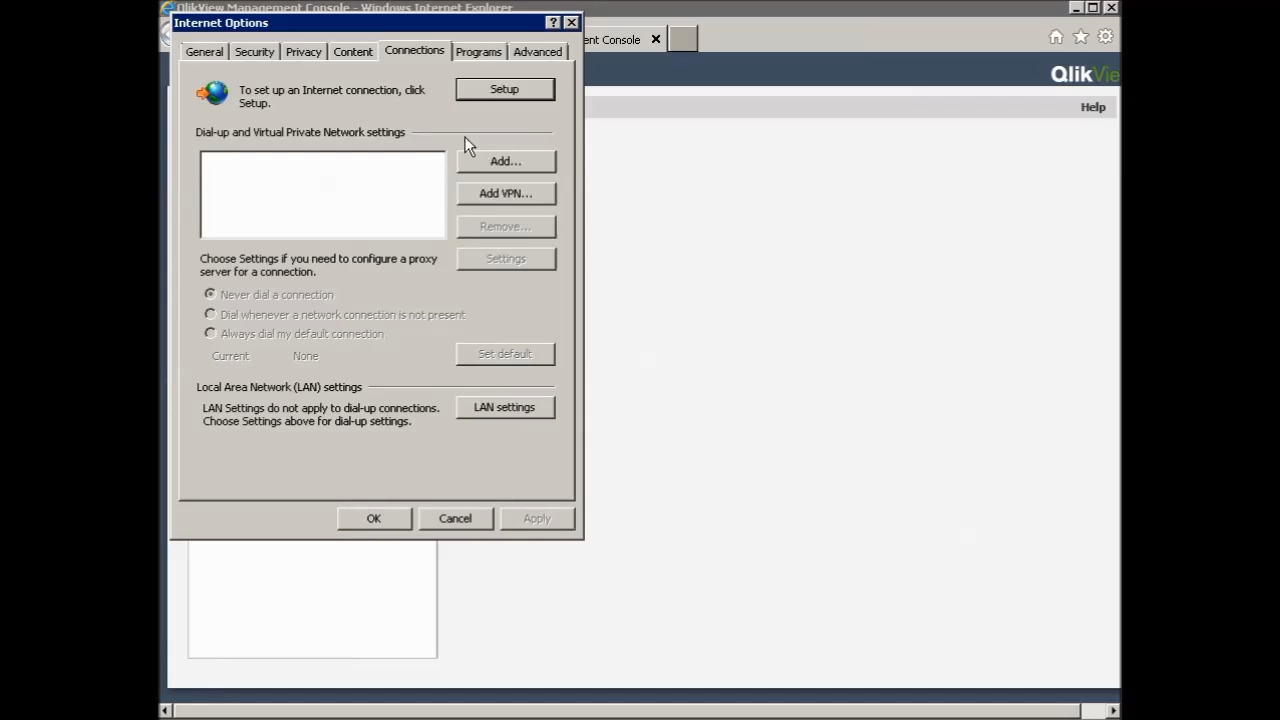 QlikView Management Console - Windows Internet Explorer
Internet Options
ent Console
General Security Privacy Content Connections Programs Advanced
QlikVie
To set up an Internet connection, click
Setup.
Setup
Help
Dial-up and Virtual Private Network settings
Add...
Add VPN...
Remove...
Choose Settings if you need to configure a proxy
server for a connection.
Settings
Never dial a connection
Dial whenever a network connection is not present
Always dial my default connection
Current None
Set default
Local Area Network (LAN) settings
LAN Settings do not apply to dial-up connections.
Choose Settings above for dial-up settings.
LAN settings
OK Cancel Apply